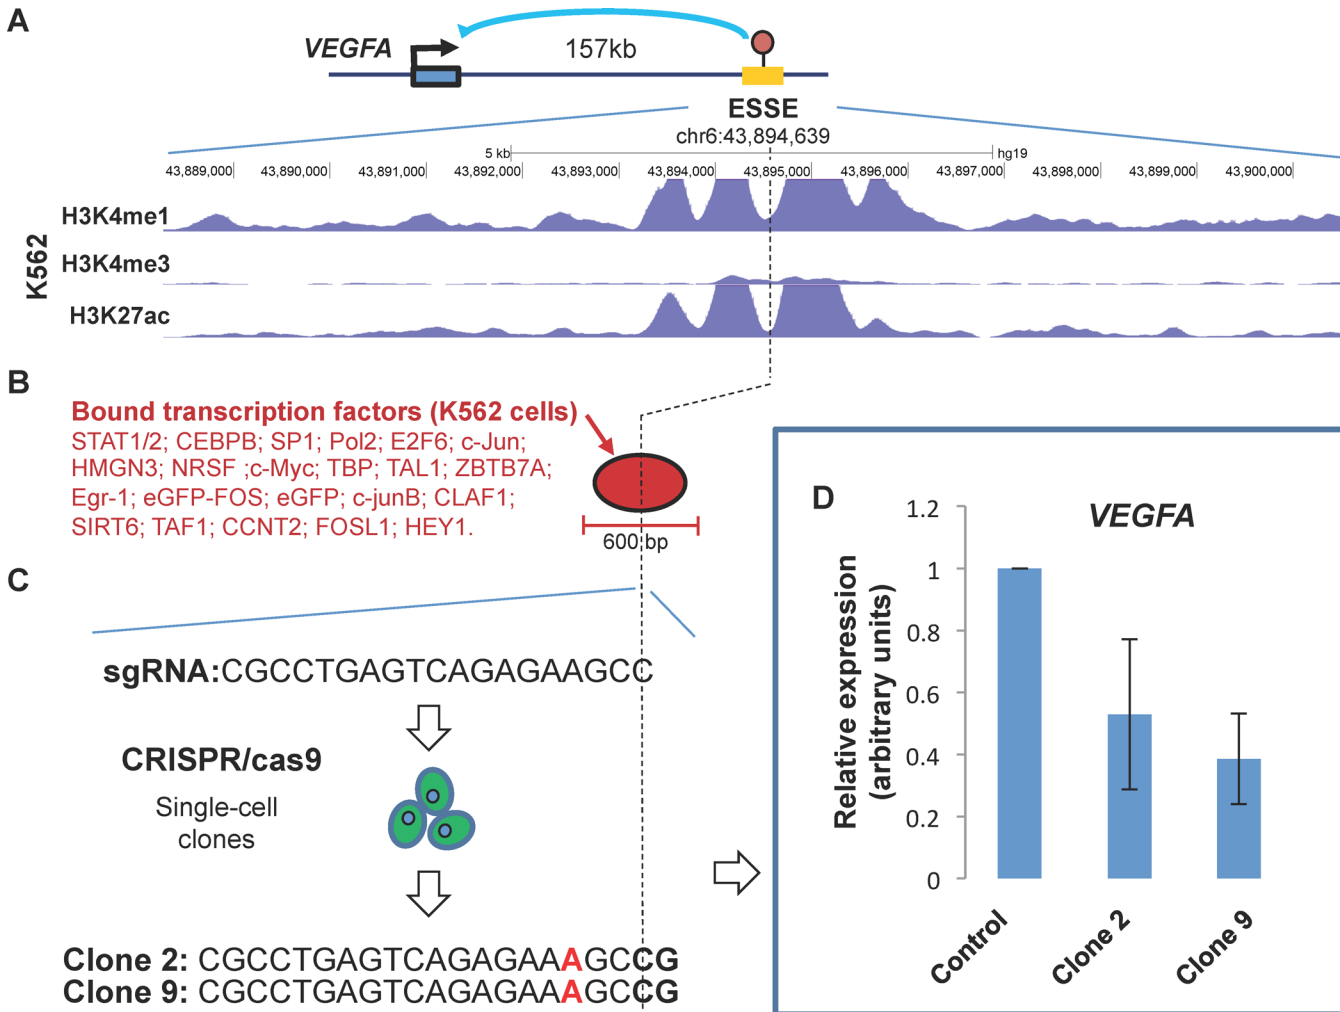 A
VEGFA
157kb
ESSE
chr6:43,894,639
5 kb
hg19
43,889,000
43,890,000
43,891,000
43,892,000
43,893,000
43,894,000
43,895,000
43,896,000
43,897,000
43,898,000
43,899,000
43,900,000
K562
H3K4me1
H3K4me3
H3K27ac
B
Bound transcription factors (K562 cells)
STAT1/2; CEBPB; SP1; Pol2; E2F6; c-Jun;
HMGN3; NRSF ;c-Myc; TBP; TAL1; ZBTB7A;
Egr-1; eGFP-FOS; eGFP; c-junB; CLAF1;
SIRT6; TAF1; CCNT2; FOSL1; HEY1.
600 bp
C
sgRNA:CGCCTGAGTCAGAGAAGCC
CRISPR/cas9
Single-cell
clones
Clone 2: CGCCTGAGTCAGAGAAAGCCCG
Clone 9: CGCCTGAGTCAGAGAAAGCCCG
D
VEGFA
Relative expression
(arbitrary units)
1.2
1
0.8
0.6
0.4
0.2
0
Control
Clone 2
Clone 9